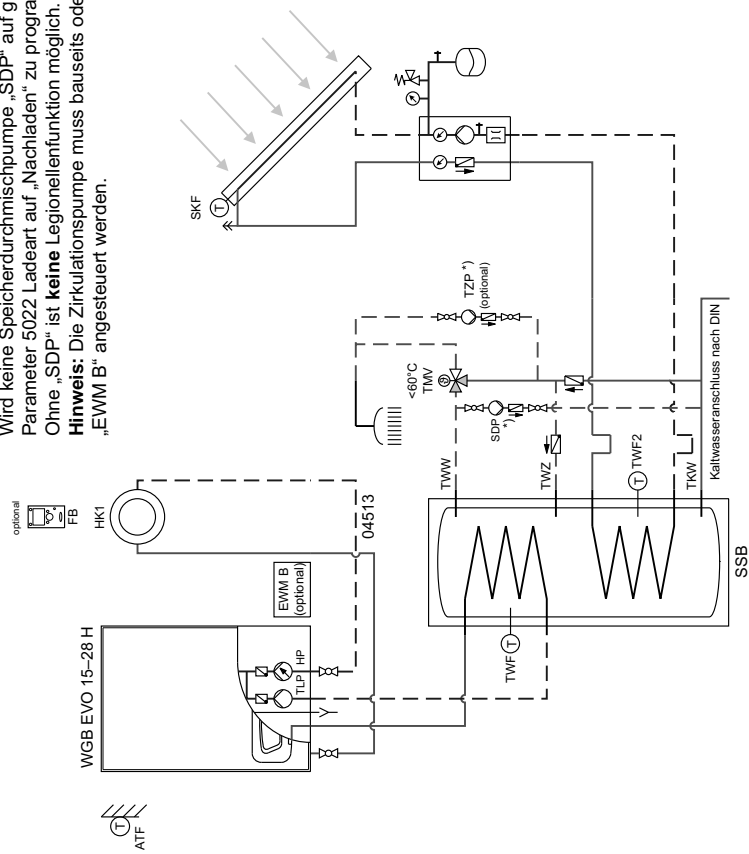 Wird keine Speicherdurchmischpumpe „SDP“ auf g
Parameter 5022 Ladeart auf „Nachladen“ zu progra
Ohne „SDP“ ist keine Legionellenfunktion möglich.
Hinweis: Die Zirkulationspumpe muss bauseits ode
„EWM B“ angesteuert werden.
optional
FB
HK1
SKF
T
WGB EVO 15–28 H
EWM B
(optional)
HP
TLP
04513
ATF
T
<60°C
TMV
TZP *)
(optional)
SDP
*)
TWW
TWZ
TWF
T
T
TWF2
TKW
Kaltwasseranschluss nach DIN
SSB